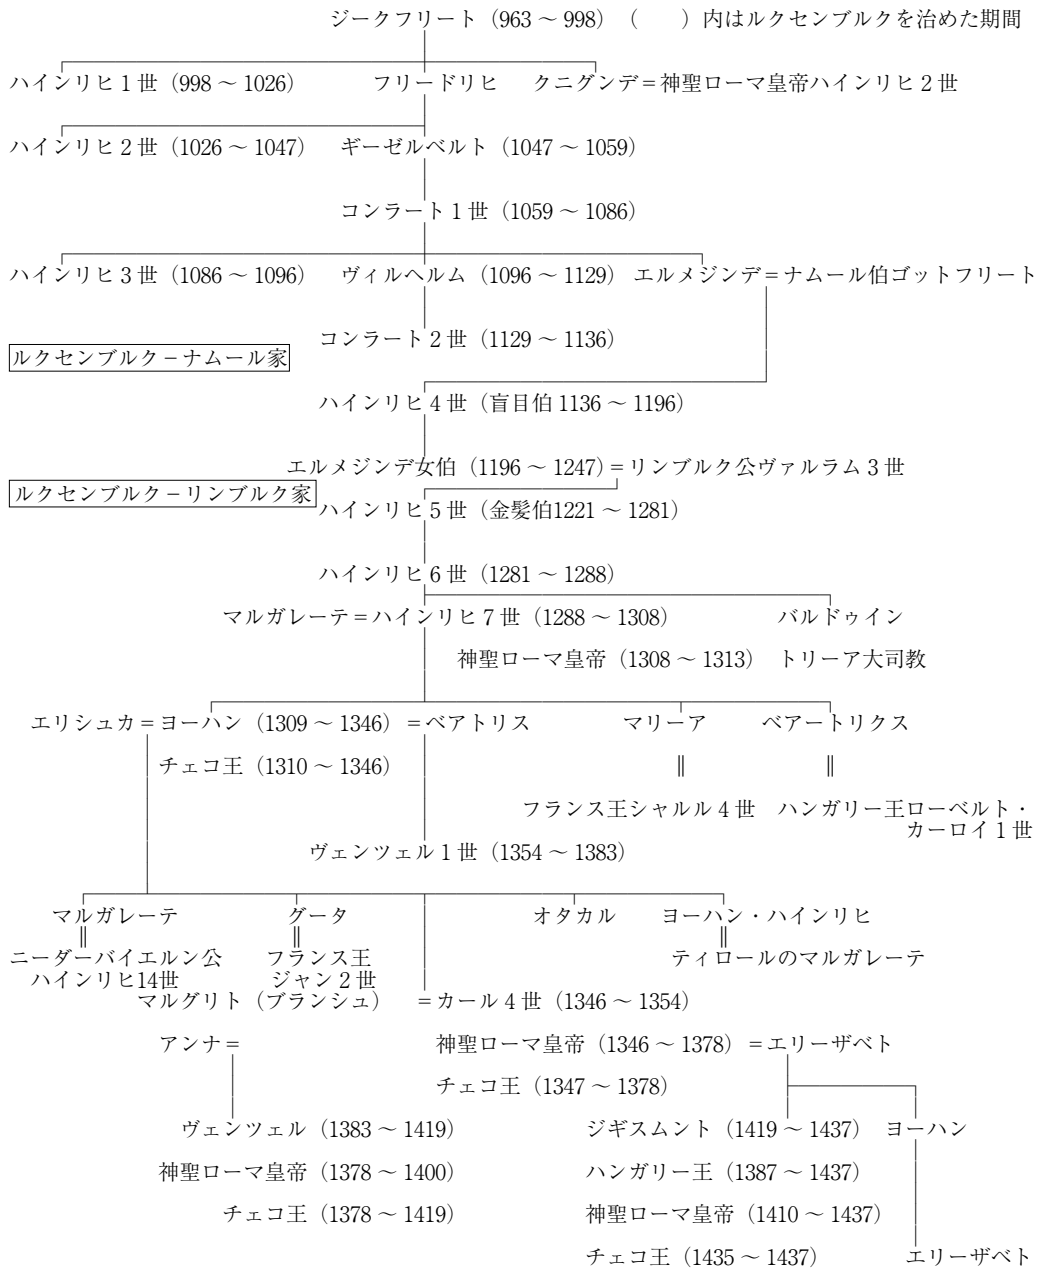 ジークフリート（963 ～ 998）（　　）内はルクセンブルクを治めた期間
ハインリヒ 1 世（998 ～ 1026）　フリードリヒ　クニグンデ＝神聖ローマ皇帝ハインリヒ 2 世
ハインリヒ 2 世（1026 ～ 1047）　ギーゼルベルト（1047 ～ 1059）
コンラート 1 世（1059 ～ 1086）
ハインリヒ 3 世（1086 ～ 1096）　ヴィルヘルム（1096 ～ 1129）　エルメジンデ＝ナムール伯ゴットフリート
コンラート 2 世（1129 ～ 1136）
ルクセンブルク－ナムール家
ハインリヒ 4 世（盲目伯 1136 ～ 1196）
エルメジンデ女伯（1196 ～ 1247)＝リンブルク公ヴァルラム 3 世
ルクセンブルク－リンブルク家
ハインリヒ 5 世（金髪伯1221 ～ 1281）
ハインリヒ 6 世（1281 ～ 1288）
マルガレーテ＝ハインリヒ 7 世（1288 ～ 1308）　バルドゥイン
神聖ローマ皇帝（1308 ～ 1313）　トリーア大司教
エリシュカ＝ヨーハン（1309 ～ 1346）＝ベアトリス　マリーア　ベアートリクス
チェコ王（1310 ～ 1346）　‖　‖
フランス王シャルル 4 世　ハンガリー王ローベルト・
カーロイ 1 世
ヴェンツェル 1 世（1354 ～ 1383）
マルガレーテ　グータ　オタカル　ヨーハン・ハインリヒ
‖　‖　‖
ニーダーバイエルン公　フランス王　ティロールのマルガレーテ
ハインリヒ14世　ジャン 2 世
マルグリト（ブランシュ）　＝カール 4 世（1346 ～ 1354）
アンナ＝　神聖ローマ皇帝（1346 ～ 1378）＝エリーザベト
チェコ王（1347 ～ 1378）
ヴェンツェル（1383 ～ 1419）　ジギスムント（1419 ～ 1437）　ヨーハン
神聖ローマ皇帝（1378 ～ 1400）　ハンガリー王（1387 ～ 1437）
チェコ王（1378 ～ 1419）　神聖ローマ皇帝（1410 ～ 1437）
チェコ王（1435 ～ 1437）　エリーザベト